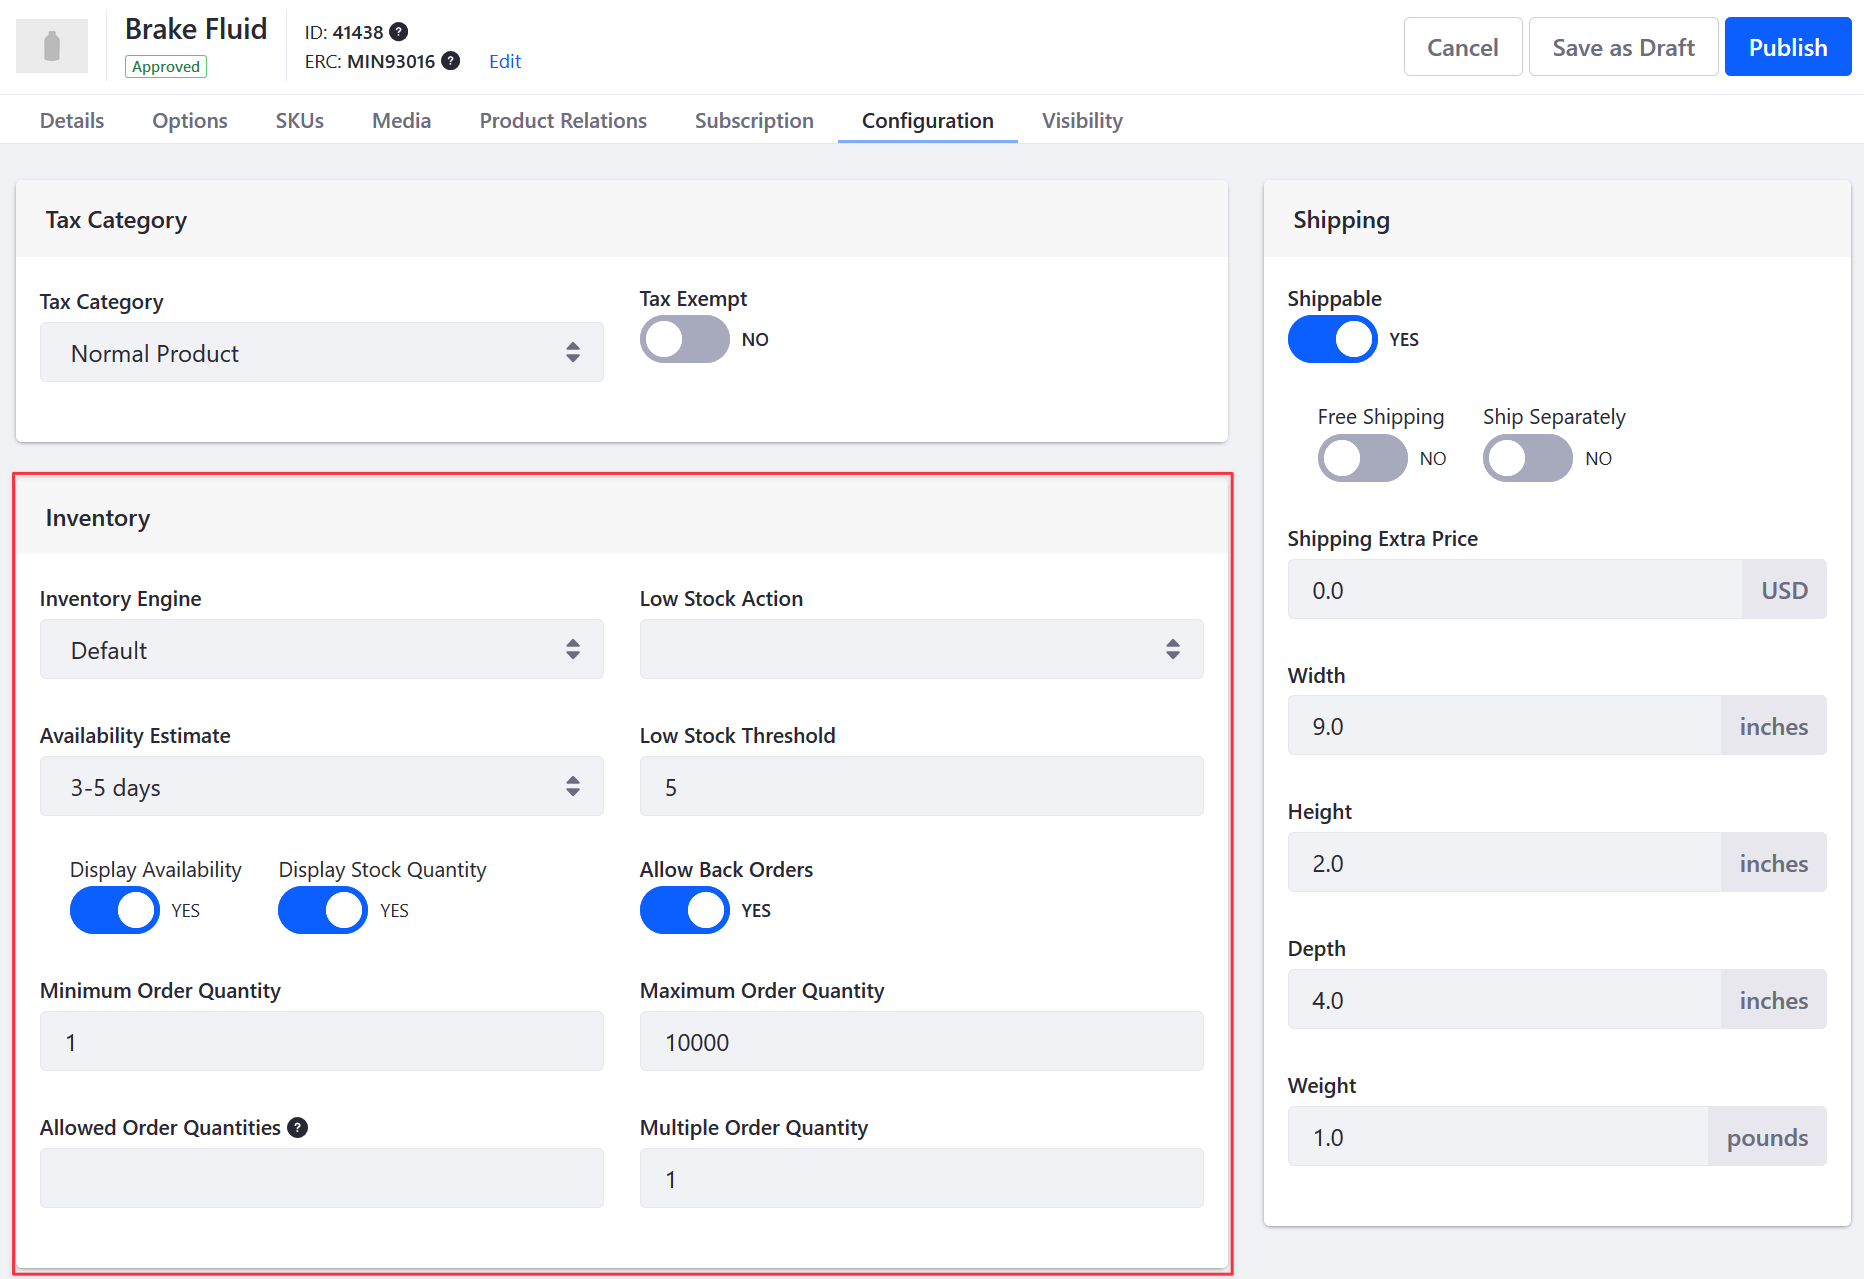 Brake Fluid
Approved
ID: 41438 ?
ERC: MIN93016 ? Edit
Cancel
Save as Draft
Publish
Details Options SKUs Media Product Relations Subscription Configuration Visibility
Tax Category
Tax Category
Normal Product
Tax Exempt
NO
Inventory
Inventory Engine
Default
Low Stock Action
Availability Estimate
3-5 days
Low Stock Threshold
5
Display Availability
YES
Display Stock Quantity
YES
Allow Back Orders
YES
Minimum Order Quantity
1
Maximum Order Quantity
10000
Allowed Order Quantities ?
Multiple Order Quantity
1
Shipping
Shippable
YES
Free Shipping
NO
Ship Separately
NO
Shipping Extra Price
0.0 USD
Width
9.0 inches
Height
2.0 inches
Depth
4.0 inches
Weight
1.0 pounds